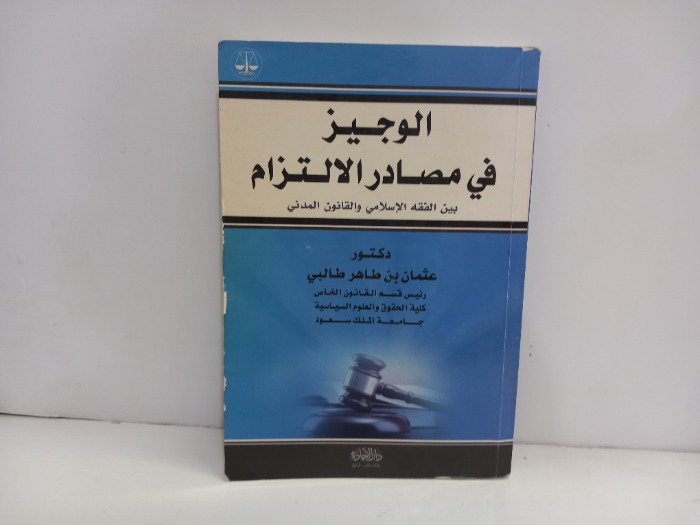 الوجيز
في مصادر الالتزام
بين الفقه الإسلامي والقانون المدني
دكتور
عثمان بن طاهر طالبي
رئيس قسم القانون الخاص
كلية الحقوق والعلوم السياسية
جامعة الملك سعود